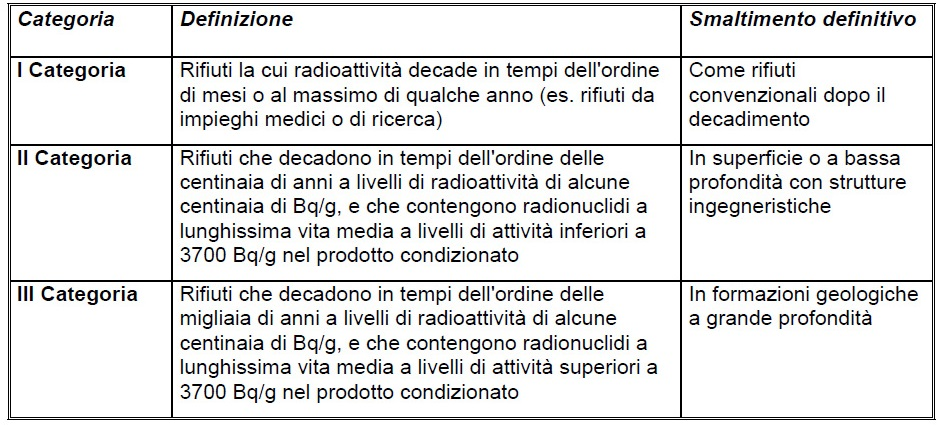 Categoria Definizione Smaltimento definitivo
I Categoria
Rifiuti la cui radioattività decade in tempi dell'ordine
di mesi o al massimo di qualche anno (es. rifiuti da
impieghi medici o di ricerca)
Come rifiuti
convenzionali dopo il
decadimento
II Categoria
Rifiuti che decadono in tempi dell'ordine delle
centinaia di anni a livelli di radioattività di alcune
centinaia di Bq/g, e che contengono radionuclidi a
lunghissima vita media a livelli di attività inferiori a
3700 Bq/g nel prodotto condizionato
In superficie o a bassa
profondità con strutture
ingegneristiche
III Categoria
Rifiuti che decadono in tempi dell'ordine delle
migliaia di anni a livelli di radioattività di alcune
centinaia di Bq/g, e che contengono radionuclidi a
lunghissima vita media a livelli di attività superiori a
3700 Bq/g nel prodotto condizionato
In formazioni geologiche
a grande profondità